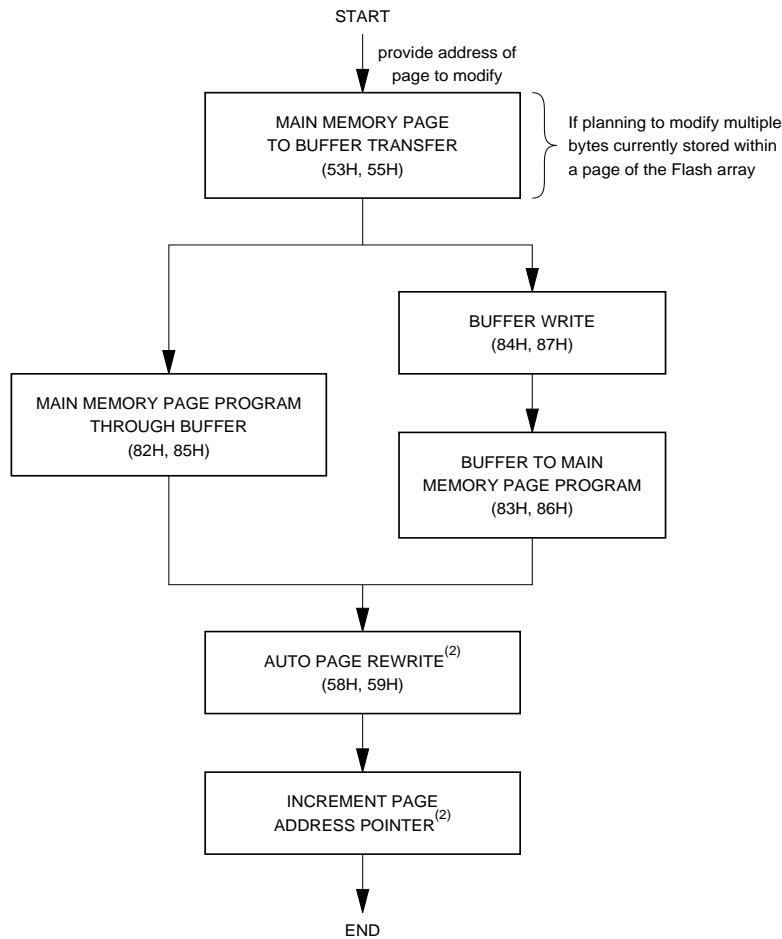 START
provide address of
page to modify
MAIN MEMORY PAGE
TO BUFFER TRANSFER
(53H, 55H)
If planning to modify multiple
bytes currently stored within
a page of the Flash array
BUFFER WRITE
(84H, 87H)
MAIN MEMORY PAGE PROGRAM
THROUGH BUFFER
(82H, 85H)
BUFFER TO MAIN
MEMORY PAGE PROGRAM
(83H, 86H)
AUTO PAGE REWRITE(2)
(58H, 59H)
INCREMENT PAGE
ADDRESS POINTER(2)
END